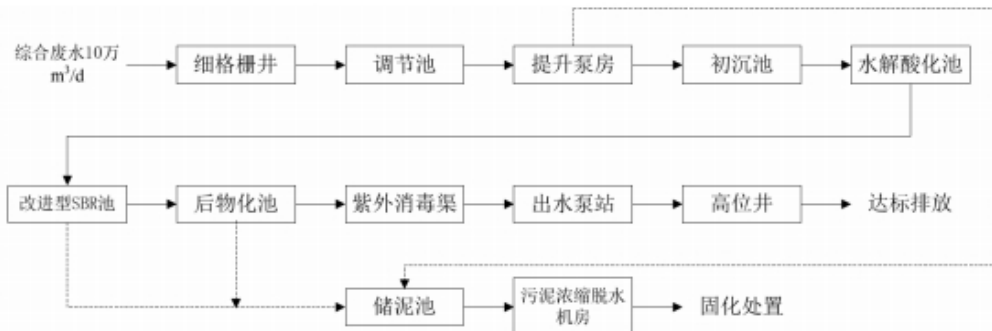 综合废水10万
m³/d
细格栅井
调节池
提升泵房
初沉池
水解酸化池
改进型SBR池
后物化池
紫外消毒渠
出水泵站
高位井
达标排放
储泥池
污泥浓缩脱水
机房
固化处置